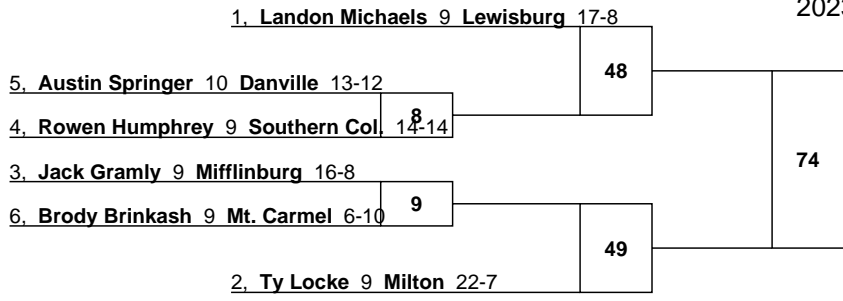 2023
1, Landon Michaels 9 Lewisburg 17-8
48
5, Austin Springer 10 Danville 13-12
8
4, Rowen Humphrey 9 Southern Col. 14-14
3, Jack Gramly 9 Mifflinburg 16-8
74
9
6, Brody Brinkash 9 Mt. Carmel 6-10
49
2, Ty Locke 9 Milton 22-7